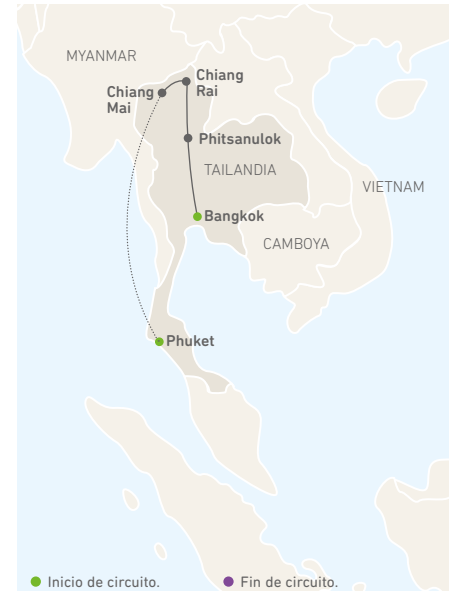 MYANMAR
Chiang
Rai
Chiang
Mai
Phitsanulok
TAILANDIA
VIETNAM
Bangkok
CAMBOYA
Phuket
Inicio de circuito.
Fin de circuito.